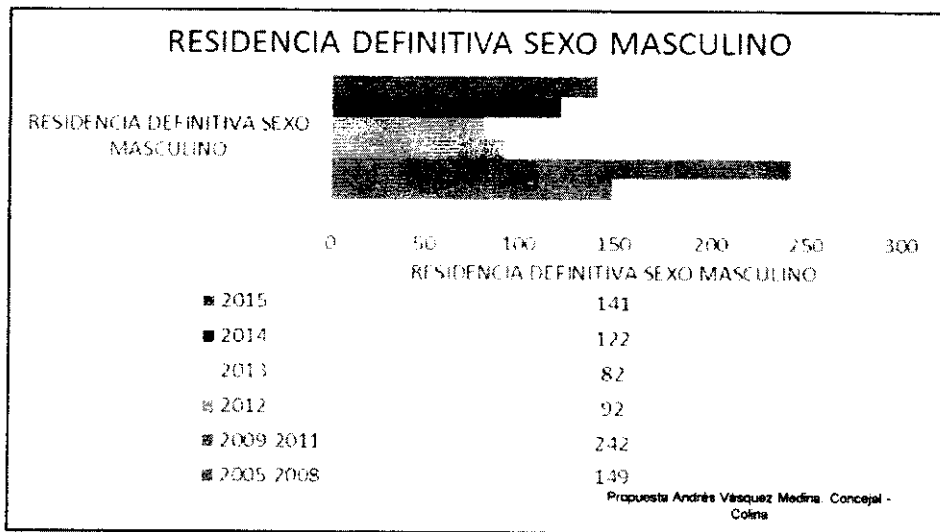 RESIDENCIA DEFINITIVA SEXO MASCULINO
RESIDENCIA DEFINITIVA SEXO
MASCULINO
0 50 100 150 200 250 300
RESIDENCIA DEFINITIVA SEXO MASCULINO
2015 141
2014 122
2013 82
2012 92
2009 2011 242
2005-2008 149
Propuesta Andrés Vásquez Medina. Concejal -
Colina